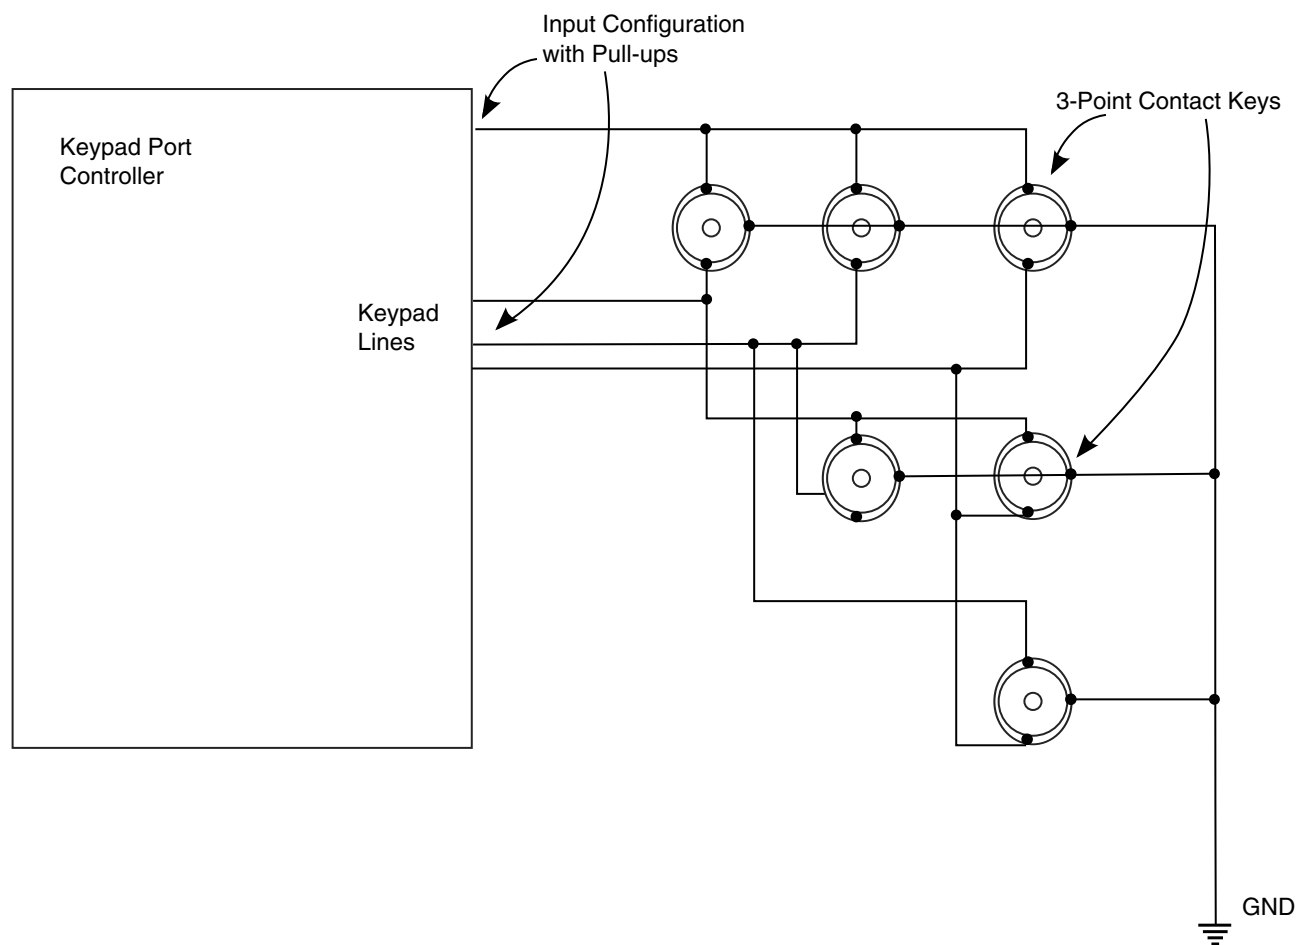 Input Configuration
with Pull-ups
3-Point Contact Keys
Keypad Port
Controller
Keypad
Lines
GND